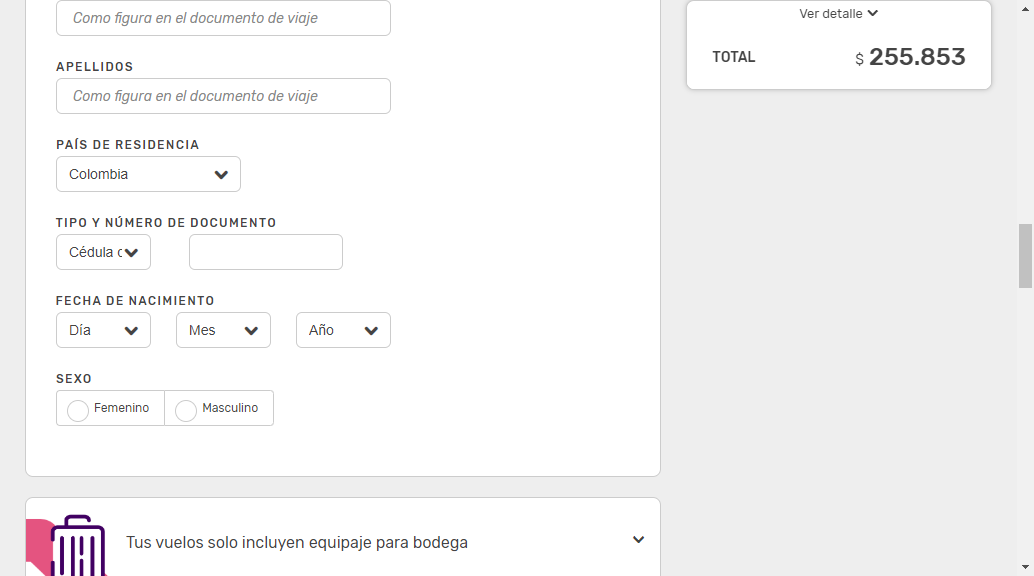 Como figura en el documento de viaje
APELLIDOS
Como figura en el documento de viaje
PAÍS DE RESIDENCIA
Colombia
TIPO Y NÚMERO DE DOCUMENTO
Cédula c
FECHA DE NACIMIENTO
Día Mes Año
SEXO
Femenino Masculino
Tus vuelos solo incluyen equipaje para bodega
Ver detalle
TOTAL $ 255.853